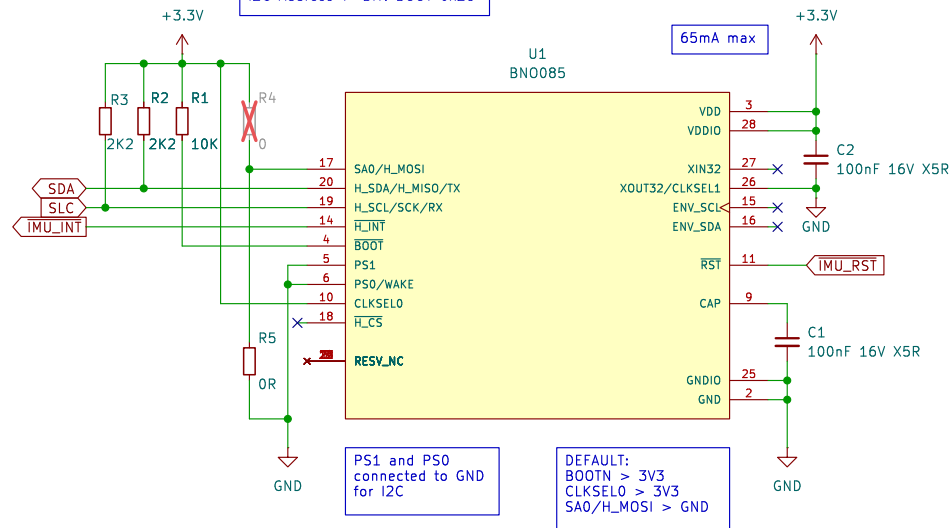 +3.3V
+3.3V
65mA max
U1
BNO085
R3
2K2
R2
2K2
R1
10K
R4
0
SDA
SLC
IMU_INT
17 SA0/H_MOSI
20 H_SDA/H_MISO/TX
19 H_SCL/SCK/RX
14 H_INT
4 BOOT
5 PS1
6 PS0/WAKE
10 CLKSEL0
18 H_CS
RESV_NC
VDD 3
VDDIO 28
XIN32 27
XOUT32/CLKSEL1 26
ENV_SCL 15
ENV_SDA 16
RST 11
CAP 9
GNDIO 25
GND 2
C2
100nF 16V X5R
GND
IMU_RST
C1
100nF 16V X5R
R5
0R
GND
GND
PS1 and PS0
connected to GND
for I2C
DEFAULT:
BOOTN > 3V3
CLKSEL0 > 3V3
SA0/H_MOSI > GND